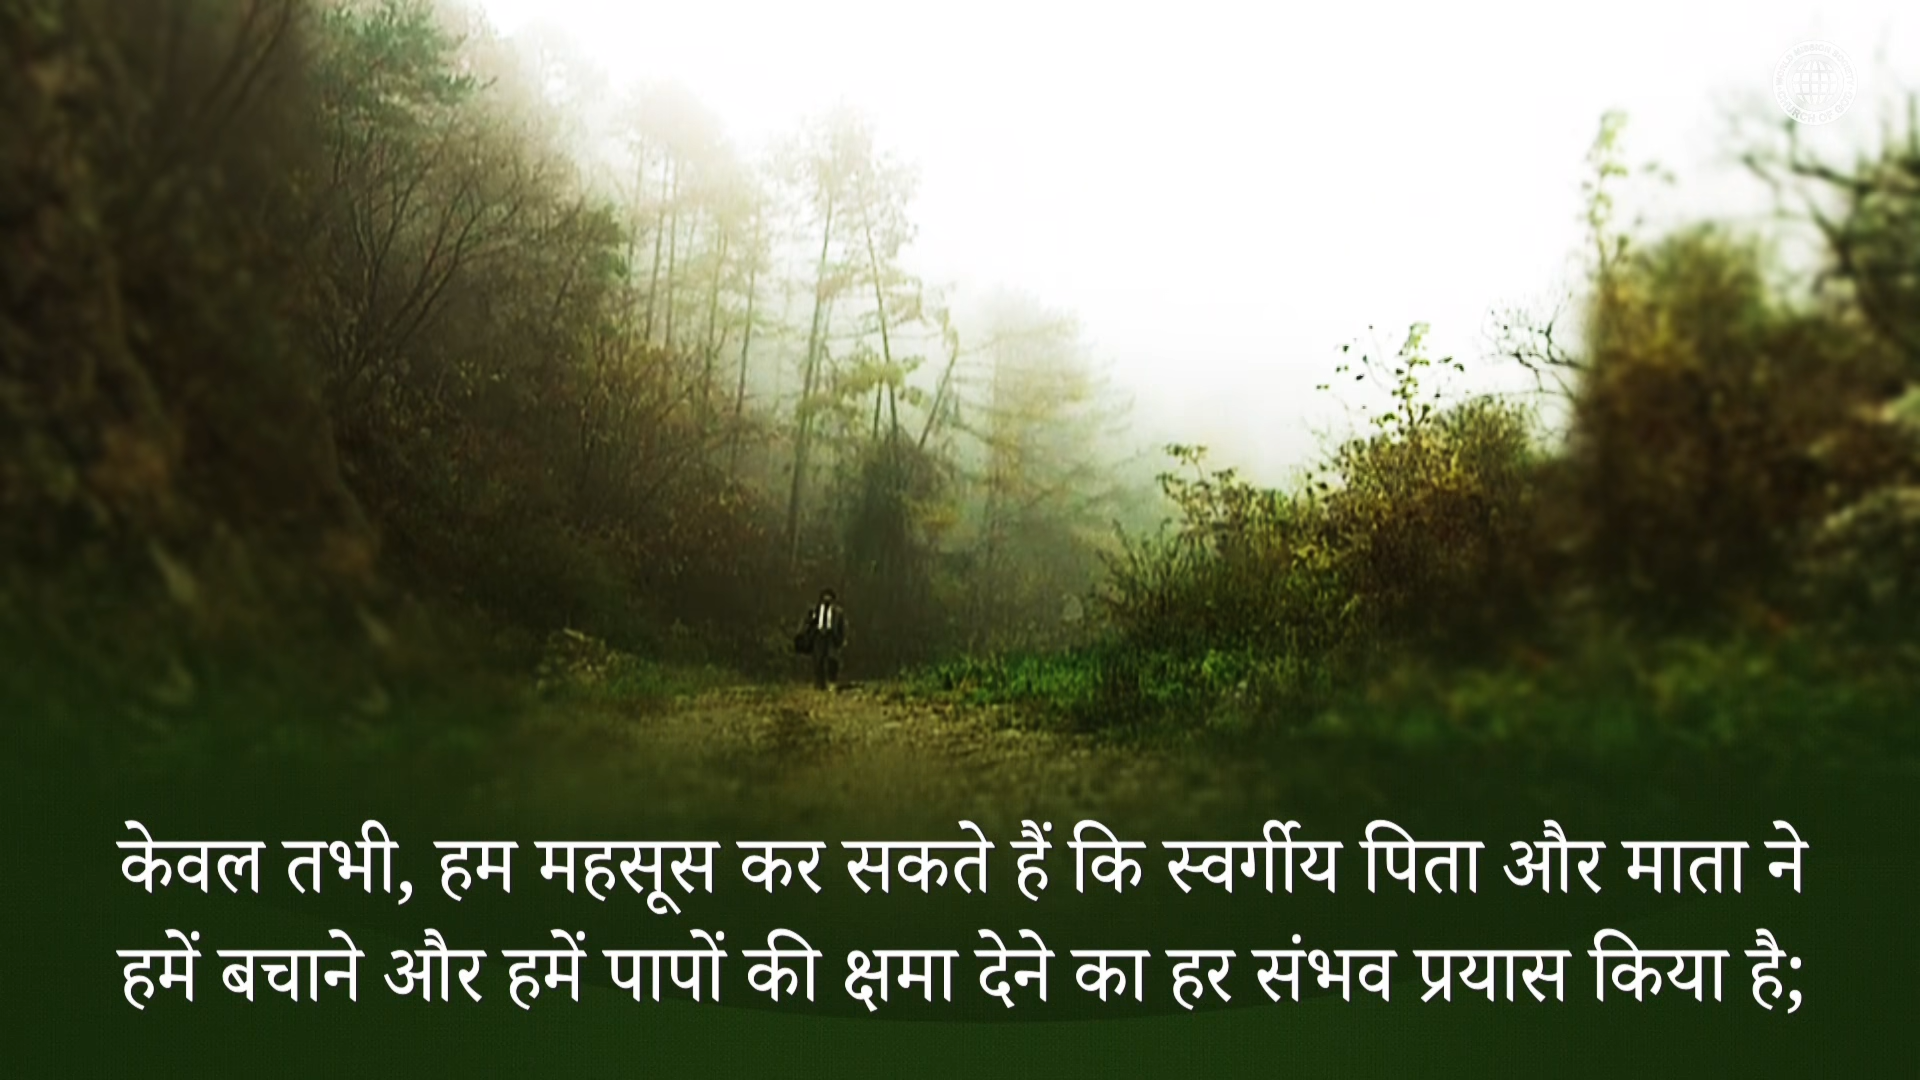 केवल तभी, हम महसूस कर सकते हैं कि स्वर्गीय पिता और माता ने
हमें बचाने और हमें पापों की क्षमा देने का हर संभव प्रयास किया है;